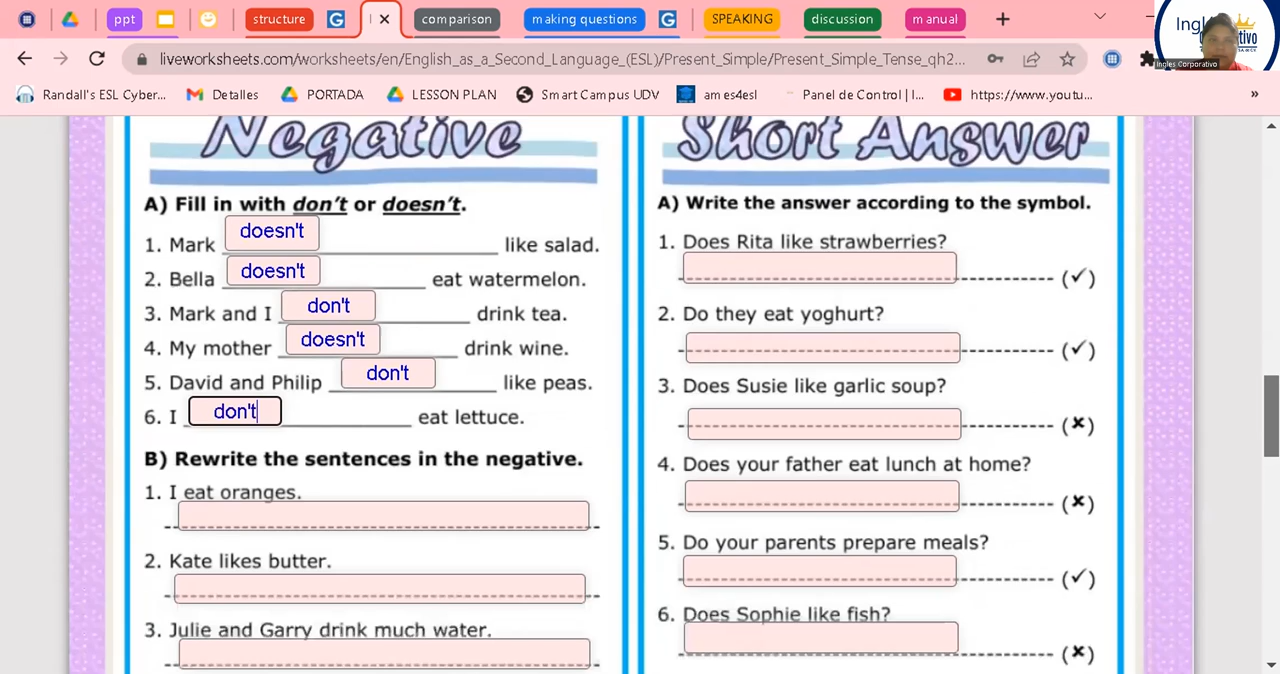 ppt
structure
comparison
making questions
SPEAKING
discussion
manual
liveworksheets.com/worksheets/en/English_as_a_Second_Language_(ESL)/Present_Simple/Present_Simple_Tense_qh2...
Randall's ESL Cyber...
Detalles
PORTADA
LESSON PLAN
Smart Campus UDV
ames4esl
Panel de Control | I...
https://www.youtu...
»
Ingles Corporativo
Negative
A) Fill in with don't or doesn't.
1. Mark doesn't like salad.
2. Bella doesn't eat watermelon.
3. Mark and I don't drink tea.
4. My mother doesn't drink wine.
5. David and Philip don't like peas.
6. I don't eat lettuce.
B) Rewrite the sentences in the negative.
1. I eat oranges.
2. Kate likes butter.
3. Julie and Garry drink much water.
Short Answer
A) Write the answer according to the symbol.
1. Does Rita like strawberries?
(✓)
2. Do they eat yoghurt?
(✓)
3. Does Susie like garlic soup?
(✗)
4. Does your father eat lunch at home?
(✗)
5. Do your parents prepare meals?
(✓)
6. Does Sophie like fish?
(✗)